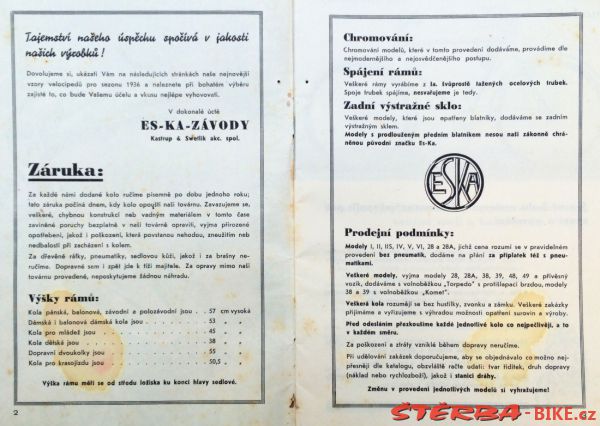 Tajemství našeho úspěchu spočívá v jakosti
našich výrobků!
Dovolujeme si, ukázati Vám na následujících stránkách naše nejnovější
vzory velocipedů pro sezonu 1936 a naleznete při bohatém výběru
zajisté to, co bude Vašemu účelu a vkusu nejlépe vyhovovati.
V dokonalé úctě
ES-KA-ZÁVODY
Kastrup & Swetlik akc. spol.
Záruka:
Za každé námi dodané kolo ručíme písemně po dobu jednoho roku;
tato záruka počíná dnem, kdy kolo opouští naši továrnu. Zavazujeme se,
veškeré, chybnou konstrukcí neb vadným materiálem v tomto čase
zaviněné poruchy bezplatně v naší továrně opraviti, vyjma přirozené
opotřebení, jakož i poškození, která povstanou nehodou, zneužitím neb
nedbalostí při zacházení s kolem.
Za dřevěné ráfky, pneumatiky, sedlovou kůži, jakož i za brašny ne-
ručíme. Dopravné sem i zpět jde k tíži majitele. Za opravy mimo naši
továrnu provedené, neposkytujeme žádnou náhradu.
Výšky rámů:
Kola pánská, balonová, závodní a polozávodní jsou . . 57 cm vysoká
Dámská i balonová dámská kola jsou . . . . 53 „ „
Kola pro mládež jsou . . . . 45 „ „
Kola dětská jsou . . . . 38 „ „
Dopravní dvoukolky jsou . . . . 55 „ „
Kola pro krasojízdu jsou . . . . 50,5 „ „
Výška rámu měří se od středu ložiska ku konci hlavy sedlové.
2
Chromování:
Chromování modelů, které v tomto provedení dodáváme, provádíme dle
nejmodernějšího a nejosvědčenějšího postupu.
Spájení rámů:
Veškeré rámy vyrábíme z la. švůprostě tažených ocelových trubek.
Spoje trubek spájíme, nesvařujeme je tedy.
Zadní výstražné sklo:
Veškeré modely, které jsou opatřeny blatníky, dodáváme se zadním
výstražným sklem.
Modely s prodlouženým předním blatníkem nesou naši zákonně chrá-
něnou původní značku Es-Ka.
ESKA
Prodejní podmínky:
Modely I, II, IIS, IV, V, VI, 28 a 28A, jichž cena rozumí se v pravidelném
provedení bez pneumatik, dodáme na přání za příplatek též s pneu-
matikami.
Veškeré modely, vyjma modely 28, 28A, 38, 39, 48, 49 a přívěsný
vozík, dodáváme s volnoběžkou „Torpedo" s protišlapací brzdou, modely
38 a 39 s volnoběžkou „Komet".
Veškerá kola rozumějí se bez hustilky, zvonku a zámku. Veškeré zakázky
přijímáme a vyřizujeme s výhradou možnosti opatření surovin a výroby.
Před odesláním přezkoušíme každé jednotlivé kolo co nejpečlivěji, a to
v každém směru.
Za poškození a ztráty vzniklé během dopravy neručíme.
Při udělování zakázek doporučujeme, aby se objednávalo co možno nej-
přesněji dle katalogu, obzvláště račte udati: tvar řídítek, druh dopravy
(náklad nebo rychlozboží), jakož i stanici dráhy.
Změnu v provedení jednotlivých modelů si vyhražujeme!
ŠTĚRBA-BIKE.cz